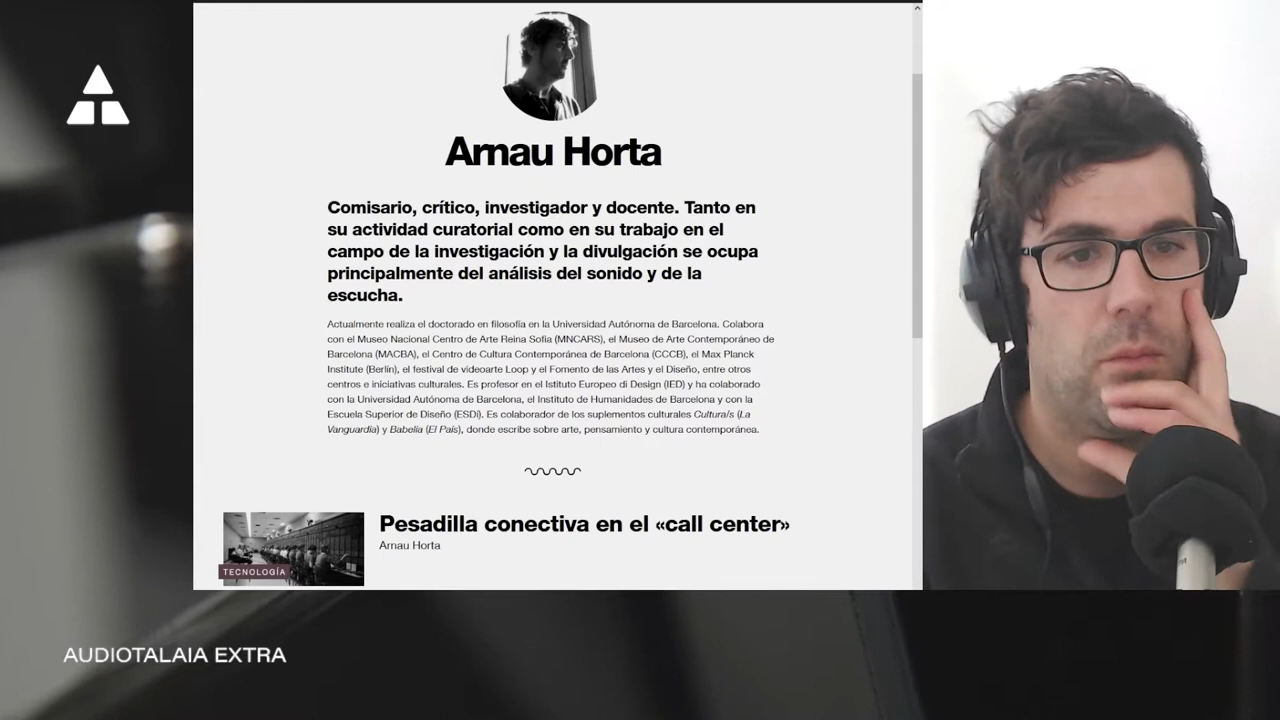 Arnau Horta
Comisario, crítico, investigador y docente. Tanto en
su actividad curatorial como en su trabajo en el
campo de la investigación y la divulgación se ocupa
principalmente del análisis del sonido y de la
escucha.
Actualmente realiza el doctorado en filosofía en la Universidad Autónoma de Barcelona. Colabora
con el Museo Nacional Centro de Arte Reina Sofia (MNCARS), el Museo de Arte Contemporáneo de
Barcelona (MACBA), el Centro de Cultura Contemporánea de Barcelona (CCCB), el Max Planck
Institute (Berlín), el festival de videoarte Loop y el Fomento de las Artes y el Diseño, entre otros
centros e iniciativas culturales. Es profesor en el Istituto Europeo di Design (IED) y ha colaborado
con la Universidad Autónoma de Barcelona, el Instituto de Humanidades de Barcelona y con la
Escuela Superior de Diseño (ESDi). Es colaborador de los suplementos culturales Cultura/s (La
Vanguardia) y Babelia (El País), donde escribe sobre arte, pensamiento y cultura contemporánea.
Pesadilla conectiva en el «call center»
Arnau Horta
TECNOLOGÍA
AUDIOTALAIA EXTRA